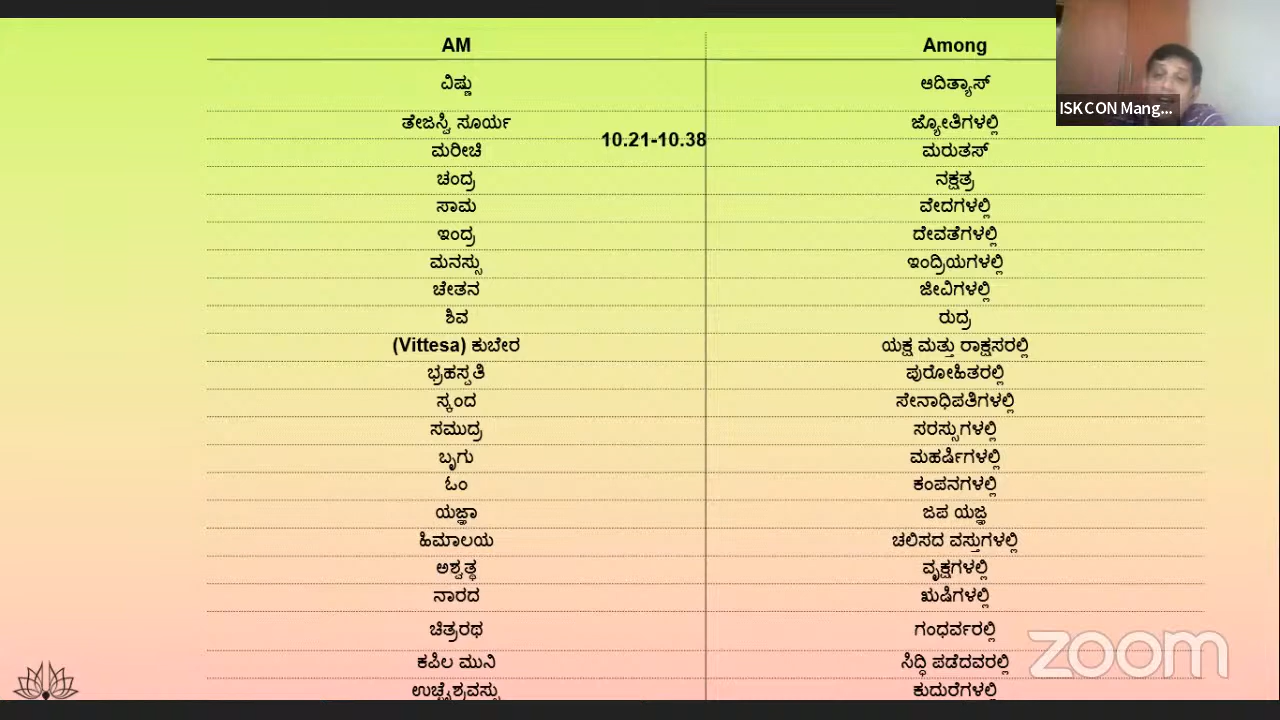 AM Among
ವಿಷ್ಣು ಆದಿತ್ಯಾಸ್
ತೇಜಸ್ವಿ ಸೂರ್ಯ ಜ್ಯೋತಿಗಳಲ್ಲಿ
10.21-10.38
ಮರೀಚಿ ಮರುತಸ್
ಚಂದ್ರ ನಕ್ಷತ್ರ
ಸಾಮ ವೇದಗಳಲ್ಲಿ
ಇಂದ್ರ ದೇವತೆಗಳಲ್ಲಿ
ಮನಸ್ಸು ಇಂದ್ರಿಯಗಳಲ್ಲಿ
ಚೇತನ ಜೀವಿಗಳಲ್ಲಿ
ಶಿವ ರುದ್ರ
(Vittesa) ಕುಬೇರ ಯಕ್ಷ ಮತ್ತು ರಾಕ್ಷಸರಲ್ಲಿ
ಭ್ರಹಸ್ಪತಿ ಪುರೋಹಿತರಲ್ಲಿ
ಸ್ಕಂದ ಸೇನಾಧಿಪತಿಗಳಲ್ಲಿ
ಸಮುದ್ರ ಸರಸ್ಸುಗಳಲ್ಲಿ
ಬೃಗು ಮಹರ್ಷಿಗಳಲ್ಲಿ
ಓಂ ಕಂಪನಗಳಲ್ಲಿ
ಯಜ್ಞಾ ಜಪ ಯಜ್ಞಿ
ಹಿಮಾಲಯ ಚಲಿಸದ ವಸ್ತುಗಳಲ್ಲಿ
ಅಶ್ವತ್ಥ ವೃಕ್ಷಗಳಲ್ಲಿ
ನಾರದ ಋಷಿಗಳಲ್ಲಿ
ಚಿತ್ರರಥ ಗಂಧರ್ವರಲ್ಲಿ
ಕಪಿಲ ಮುನಿ ಸಿದ್ಧಿ ಪಡೆದವರಲ್ಲಿ
ಉಚ್ಚೈಶ್ರವಸ್ಸು ಕುದುರೆಗಳಲ್ಲಿ
ISKCON Mang...
zoom